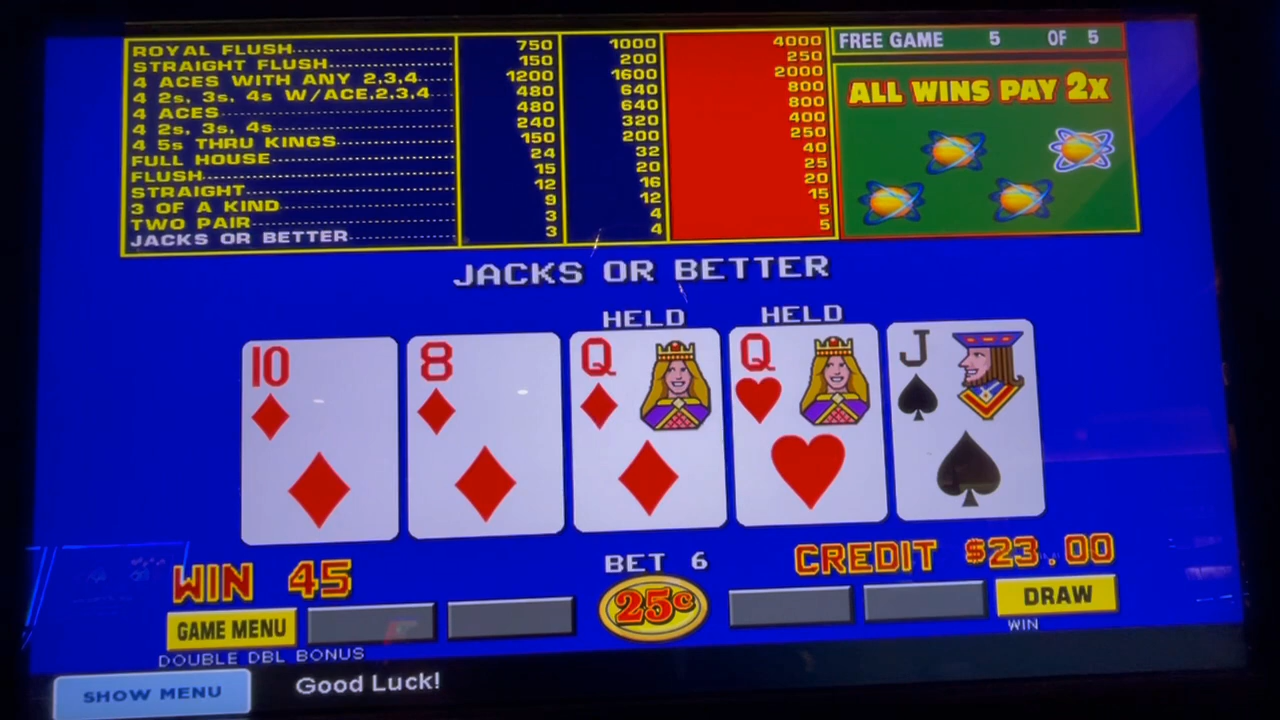 ROYAL FLUSH 750 1000 4000
STRAIGHT FLUSH 150 200 250
4 ACES WITH ANY 2,3,4 1200 1600 2000
4 2s, 3s, 4s W/ACE,2,3,4 480 640 800
4 ACES 480 640 800
4 2s, 3s, 4s 240 320 400
4 5s THRU KINGS 150 200 250
FULL HOUSE 24 32 40
FLUSH 15 20 25
STRAIGHT 12 16 20
3 OF A KIND 9 12 15
TWO PAIR 3 4 5
JACKS OR BETTER 3 4 5
FREE GAME 5 OF 5
ALL WINS PAY 2X
JACKS OR BETTER
HELD HELD
10 8 Q Q J
WIN 45 BET 6 CREDIT $23.00
GAME MENU 25¢ DRAW
WIN
DOUBLE DBL BONUS
SHOW MENU Good Luck!